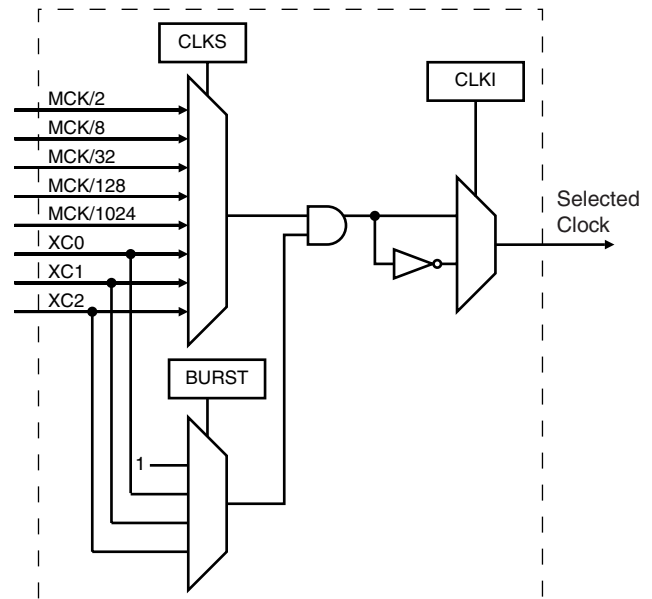 CLKS
CLKI
MCK/2
MCK/8
MCK/32
MCK/128
MCK/1024
XC0
XC1
XC2
Selected
Clock
BURST
1